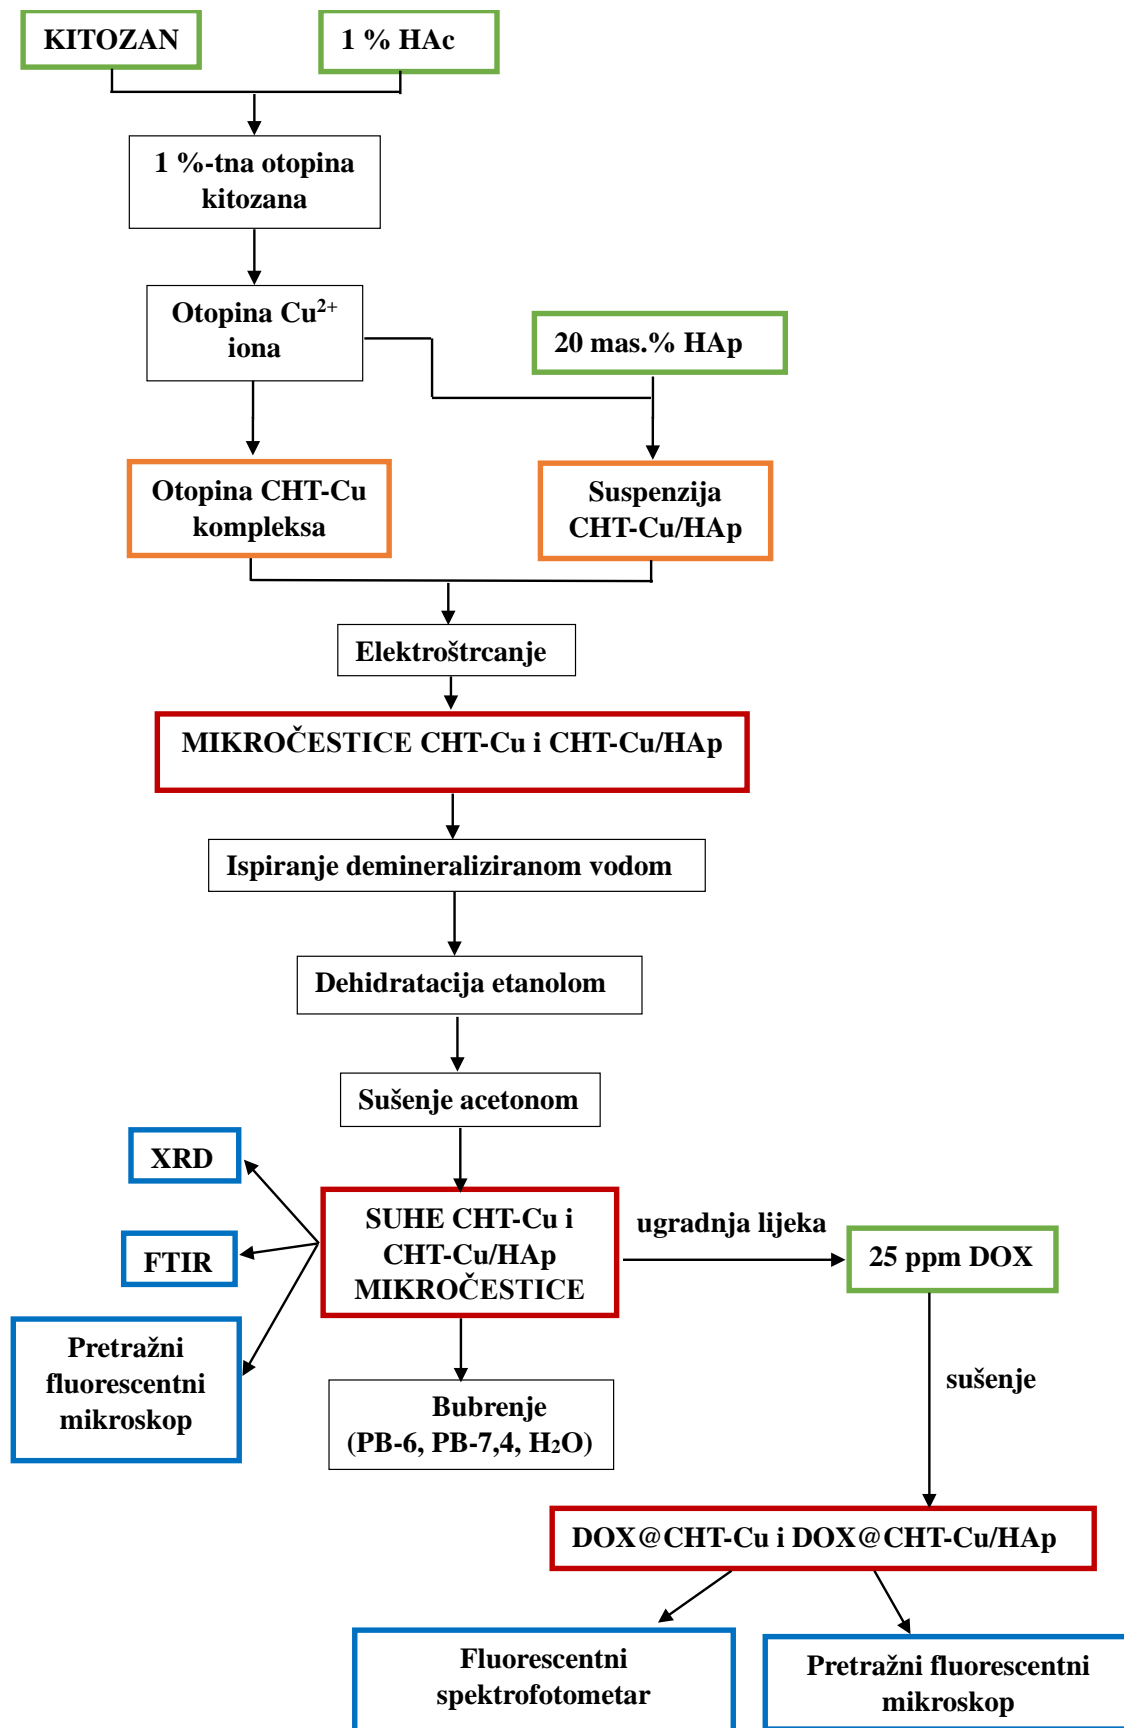 KITOZAN
1 % HAc
1 %-tna otopina
kitozana
Otopina Cu²⁺
iona
20 mas.% HAp
Otopina CHT-Cu
kompleksa
Suspenzija
CHT-Cu/HAp
Elektroštrcanje
MIKROČESTICE CHT-Cu i CHT-Cu/HAp
Ispiranje demineraliziranom vodom
Dehidratacija etanolom
Sušenje acetonom
XRD
FTIR
Pretražni
fluorescentni
mikroskop
SUHE CHT-Cu i
CHT-Cu/HAp
MIKROČESTICE
ugradnja lijeka
25 ppm DOX
Bubrenje
(PB-6, PB-7,4, H₂O)
sušenje
DOX@CHT-Cu i DOX@CHT-Cu/HAp
Fluorescentni
spektrofotometar
Pretražni fluorescentni
mikroskop